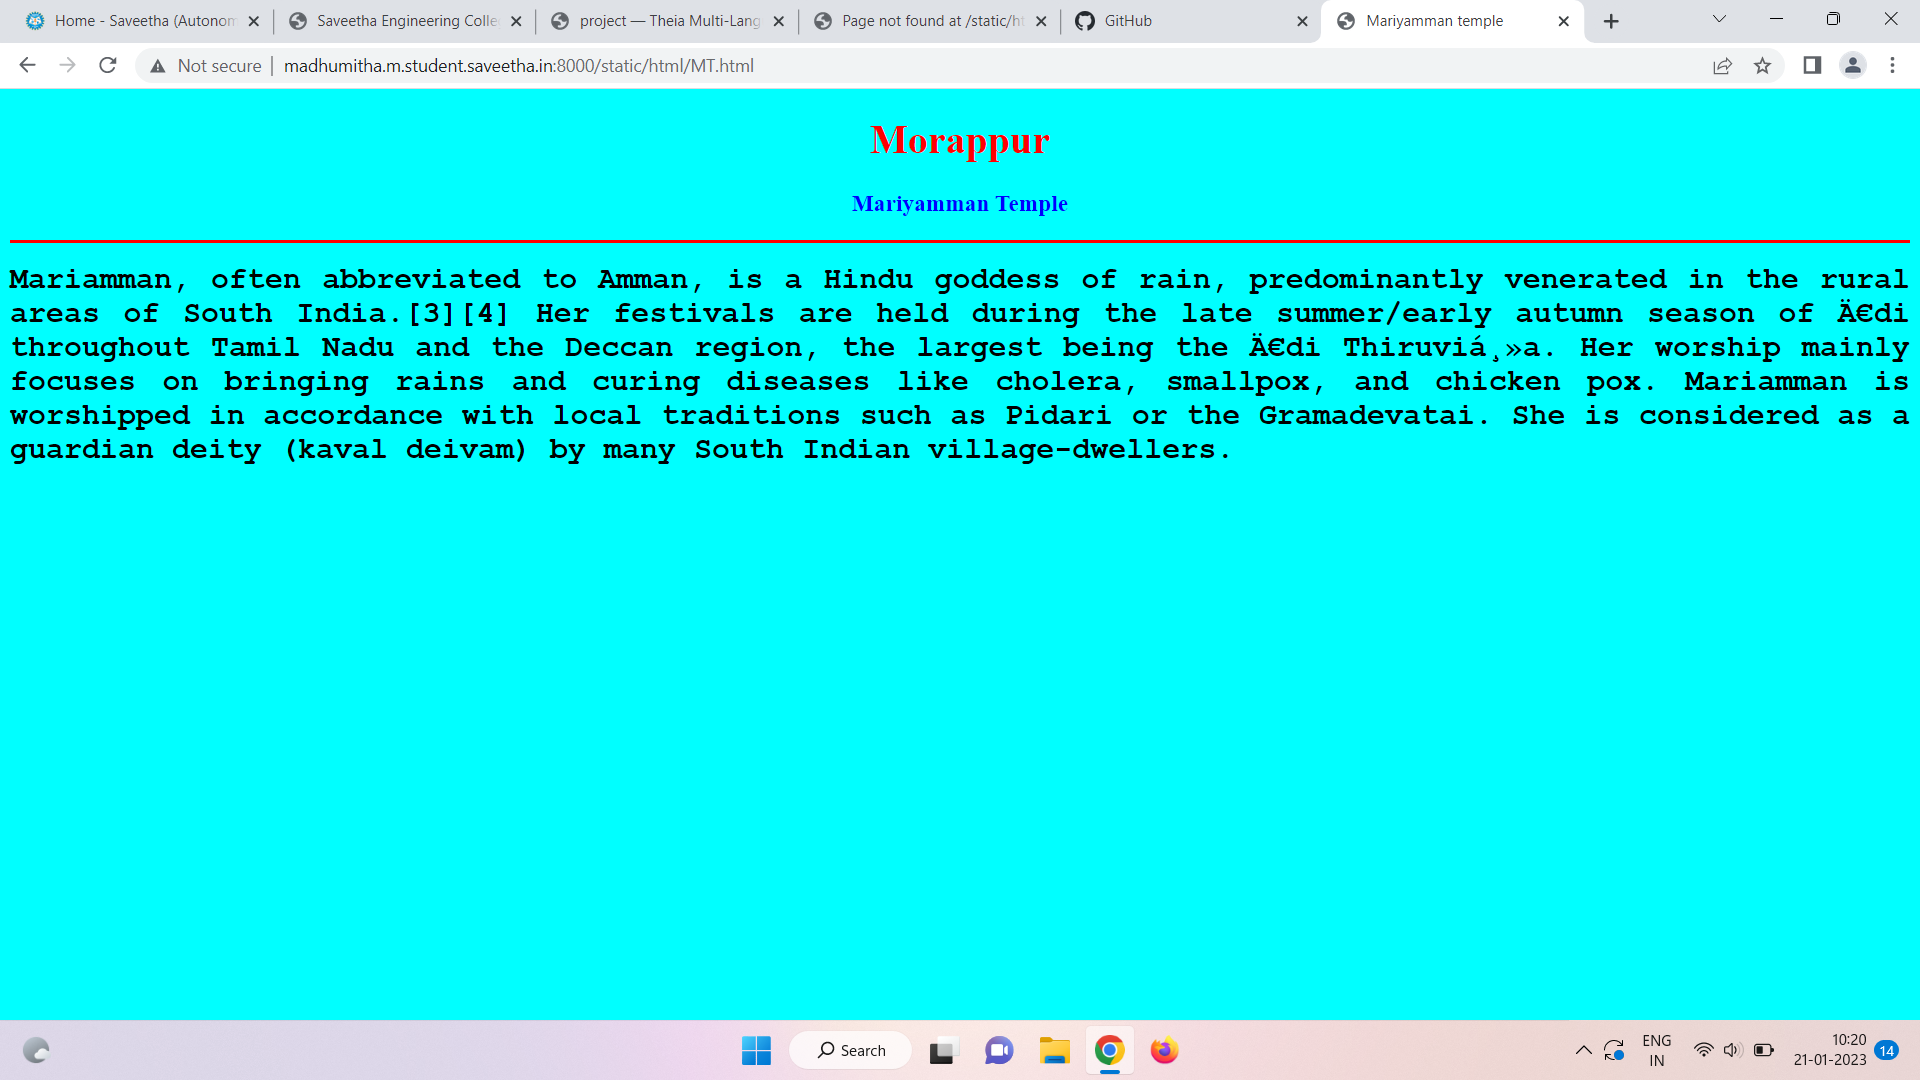 Home - Saveetha (Autonom
Saveetha Engineering Colle
project — Theia Multi-Lang
Page not found at /static/ht
GitHub
Mariyamman temple
Not secure
madhumitha.m.student.saveetha.in:8000/static/html/MT.html
Morappur
Mariyamman Temple
Mariamman, often abbreviated to Amman, is a Hindu goddess of rain, predominantly venerated in the rural
areas of South India.[3][4] Her festivals are held during the late summer/early autumn season of Ä€di
throughout Tamil Nadu and the Deccan region, the largest being the Ä€di Thiruviá¸»a. Her worship mainly
focuses on bringing rains and curing diseases like cholera, smallpox, and chicken pox. Mariamman is
worshipped in accordance with local traditions such as Pidari or the Gramadevatai. She is considered as a
guardian deity (kaval deivam) by many South Indian village-dwellers.
Search
ENG
IN
10:20
21-01-2023
14